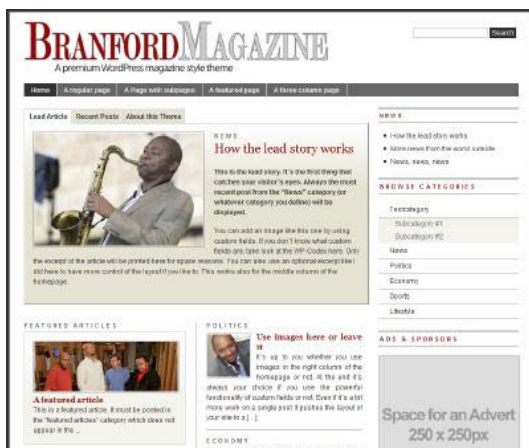 BRANFORDMAGAZINE
A premium WordPress magazine style theme
Search
Home
A regular page
A Page with subpages
A featured page
A three column page
Lead Article
Recent Posts
About this Theme
NEWS
How the lead story works
This is the lead story. It's the first thing that
catches your visitor's eyes. Always the most
recent post from the "News" category (or
whatever category you define) will be
displayed.
You can add an image like this one by using
custom fields. If you don't know what custom
fields are, take look at the WP-Codex here. Only
the excerpt of the article will be printed here for space reasons. You can also use an optional excerpt like I
did here to have more control of the layout if you like to. This works also for the middle column of the
homepage.
FEATURED ARTICLES
A featured article
This is a featured article. It must be posted in
the "featured articles" category which does not
appear in the ...
POLITICS
Use images here or leave
it
It's up to you whether you use
images in the right column of the
homepage or not. At the end it's
always your choice if you use the powerful
functionality of custom fields or not. Even if it's a bit
more work on a single post it pushes the layout of
your site to a [...]
ECONOMY
NEWS
How the lead story works
More news from the world outside
News, news, news
BROWSE CATEGORIES
Testcategory
Subcategory #1
Subcategory #2
News
Politics
Economy
Sports
Lifestyle
ADS & SPONSORS
Space for an Advert
250 x 250px